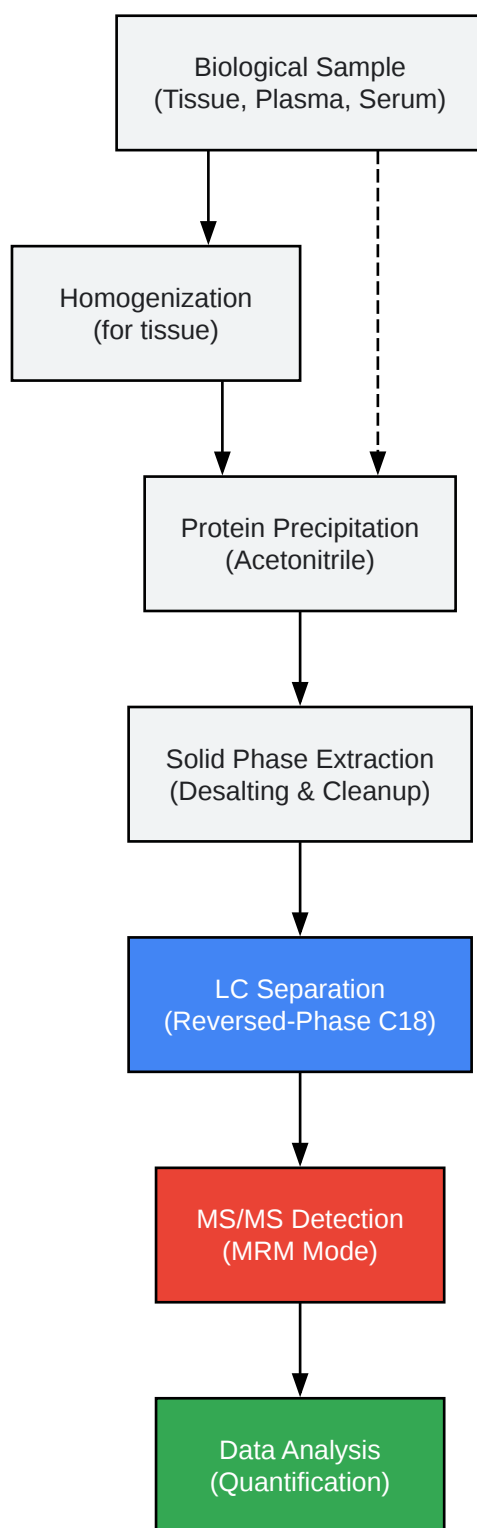 Biological Sample
(Tissue, Plasma, Serum)
Homogenization
(for tissue)
Protein Precipitation
(Acetonitrile)
Solid Phase Extraction
(Desalting & Cleanup)
LC Separation
(Reversed-Phase C18)
MS/MS Detection
(MRM Mode)
Data Analysis
(Quantification)